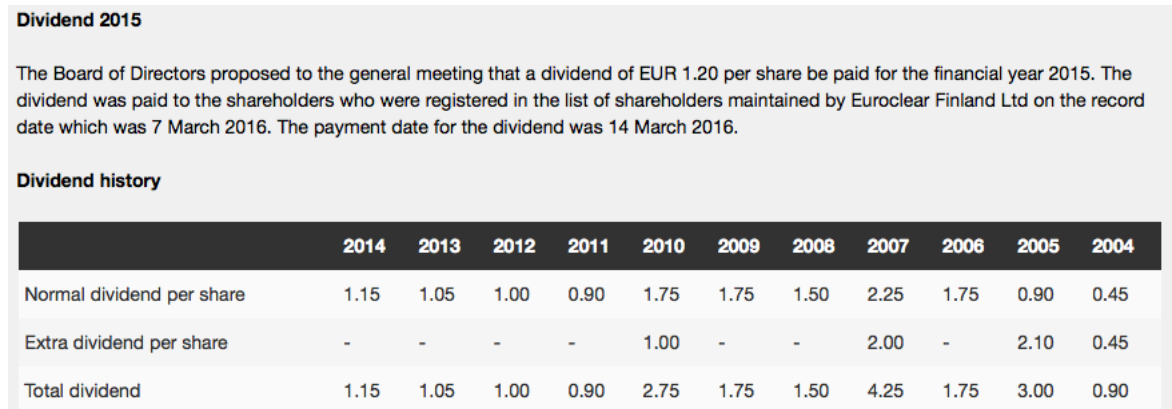 Dividend 2015
The Board of Directors proposed to the general meeting that a dividend of EUR 1.20 per share be paid for the financial year 2015. The
dividend was paid to the shareholders who were registered in the list of shareholders maintained by Euroclear Finland Ltd on the record
date which was 7 March 2016. The payment date for the dividend was 14 March 2016.
Dividend history
2014 2013 2012 2011 2010 2009 2008 2007 2006 2005 2004
Normal dividend per share 1.15 1.05 1.00 0.90 1.75 1.75 1.50 2.25 1.75 0.90 0.45
Extra dividend per share - - - - 1.00 - - 2.00 - 2.10 0.45
Total dividend 1.15 1.05 1.00 0.90 2.75 1.75 1.50 4.25 1.75 3.00 0.90